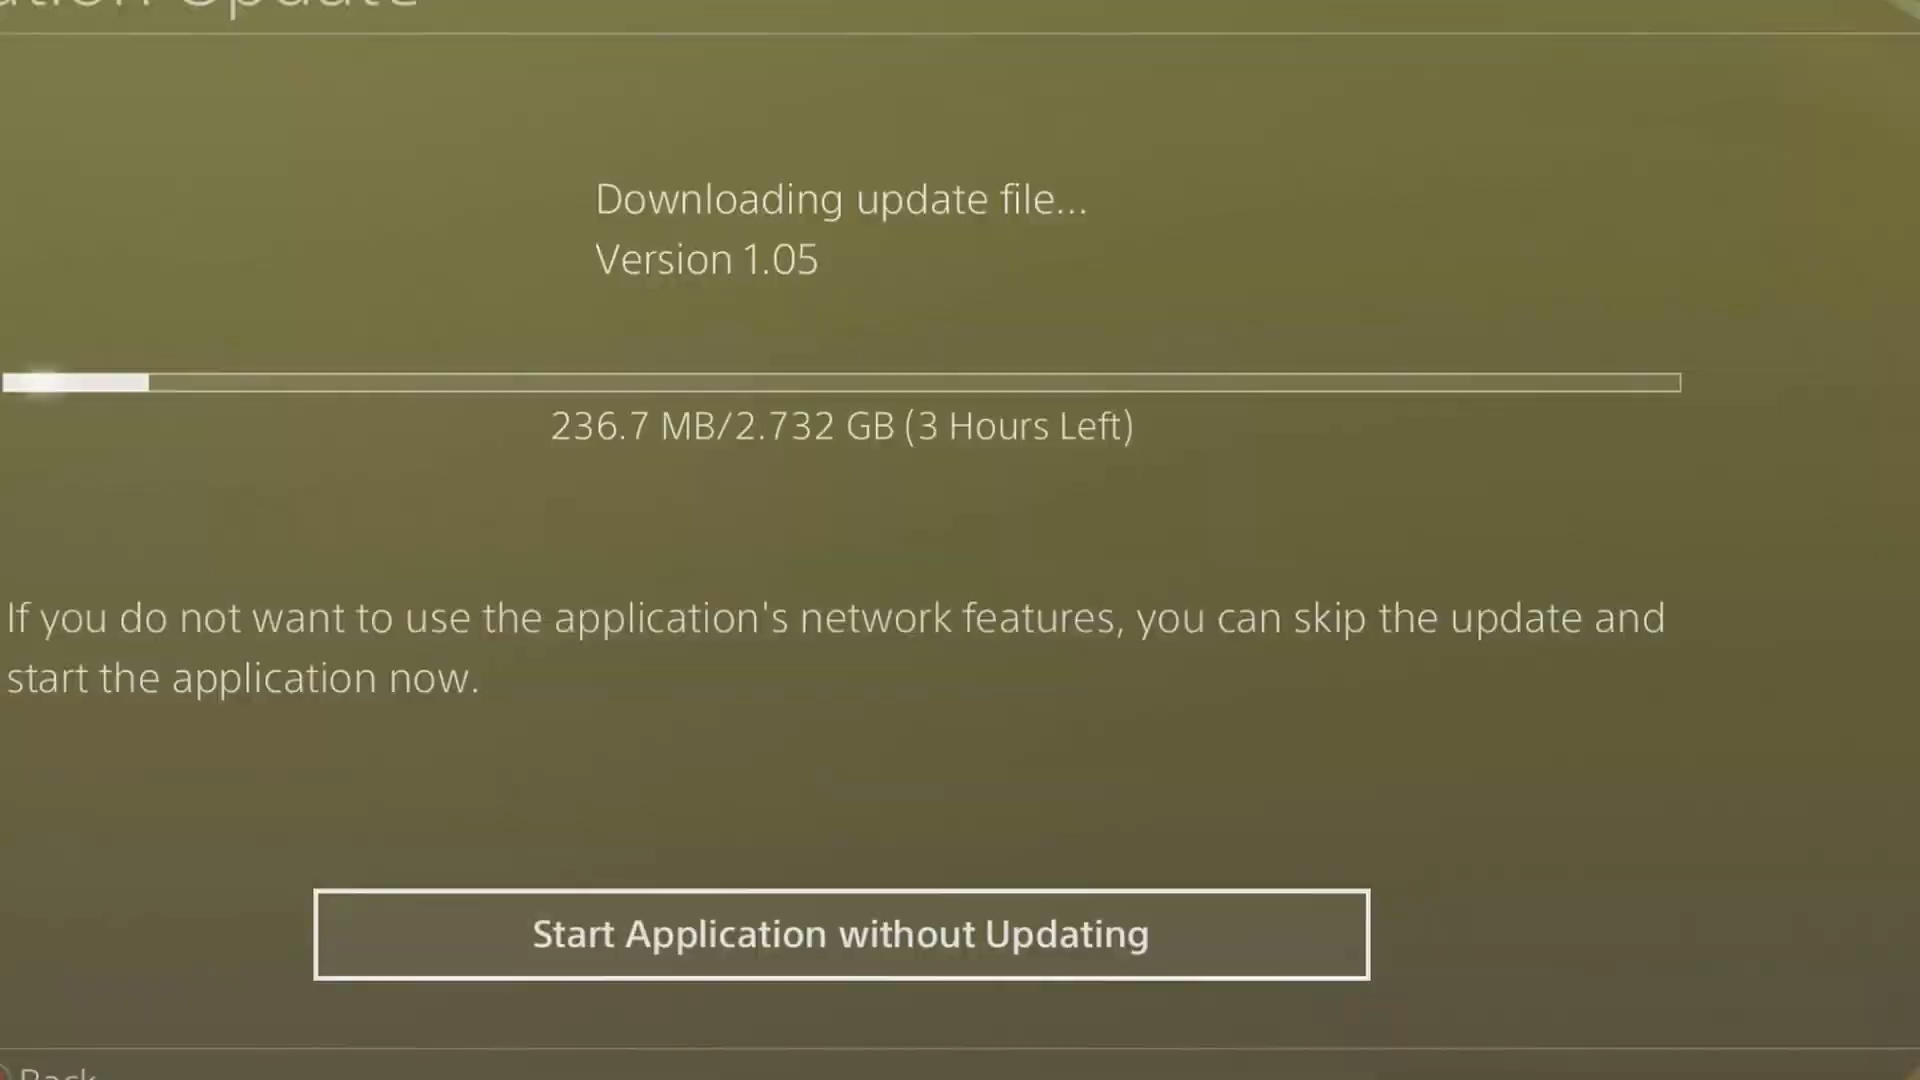 Update
Downloading update file...
Version 1.05
236.7 MB/2.732 GB (3 Hours Left)
If you do not want to use the application's network features, you can skip the update and
start the application now.
Start Application without Updating
Back